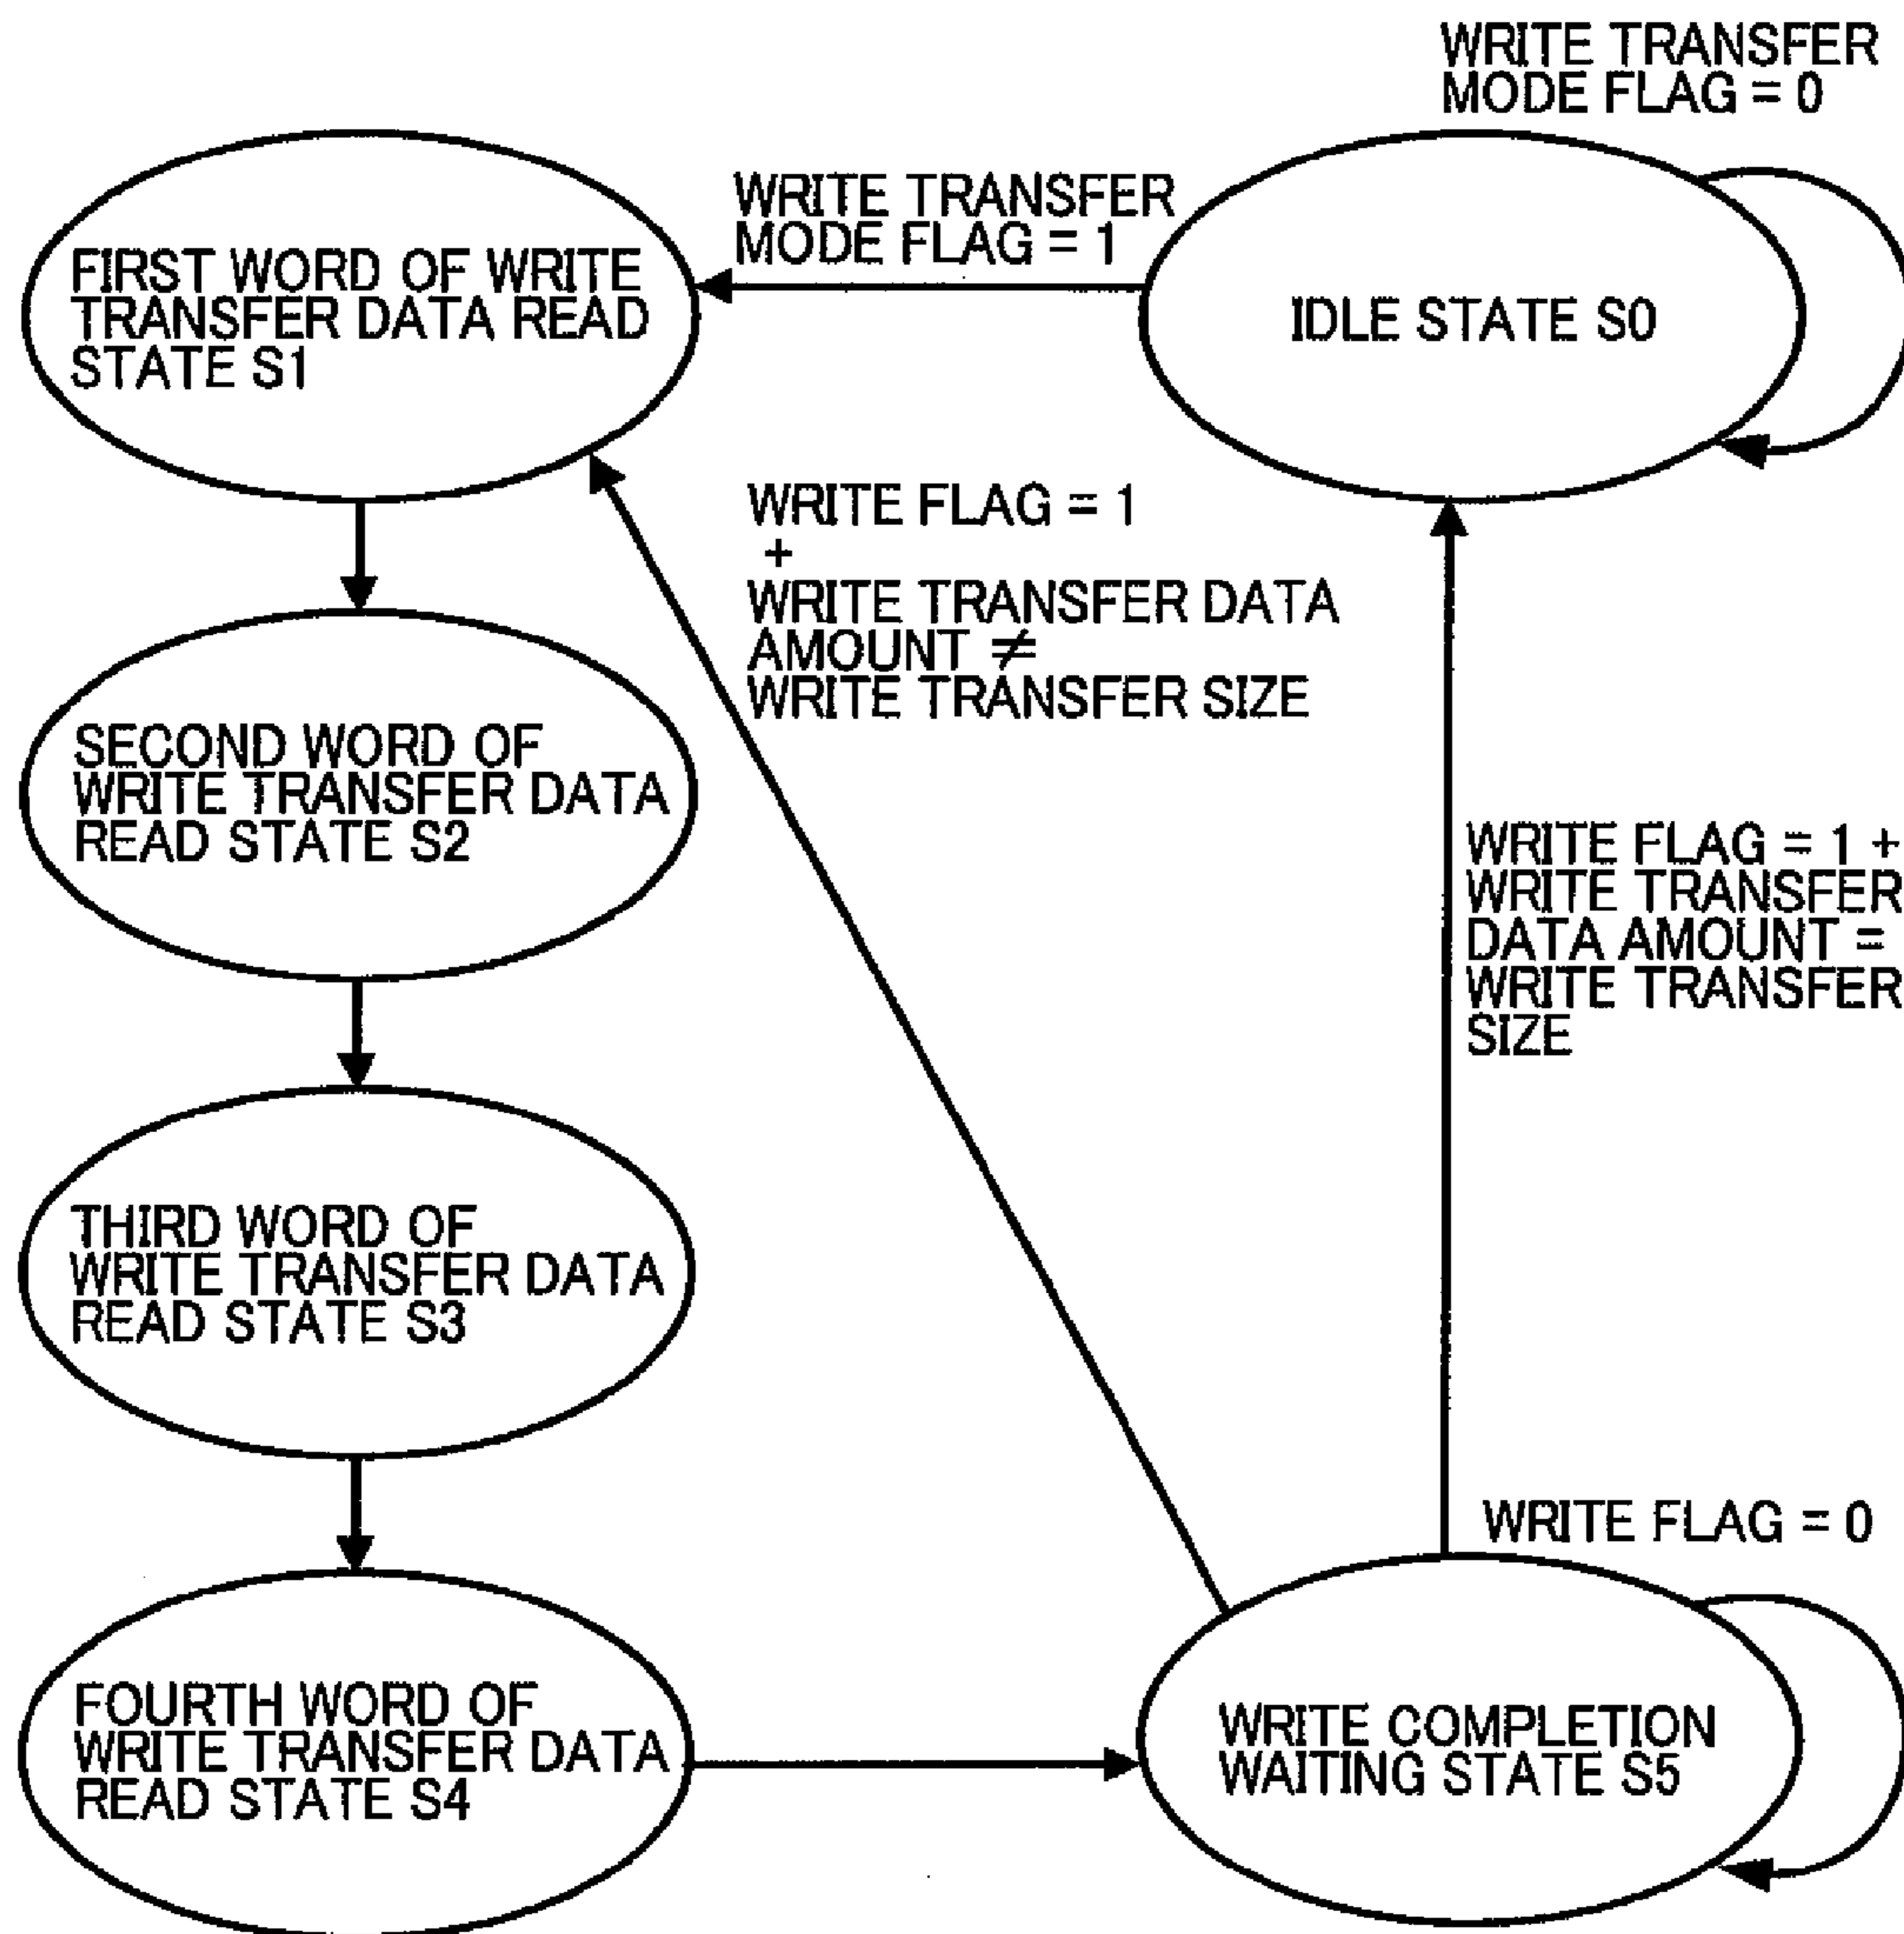 WRITE TRANSFER
MODE FLAG = 0
WRITE TRANSFER
MODE FLAG = 1
FIRST WORD OF WRITE
TRANSFER DATA READ
STATE S1
IDLE STATE S0
WRITE FLAG = 1
+
WRITE TRANSFER DATA
AMOUNT ≠
WRITE TRANSFER SIZE
SECOND WORD OF
WRITE TRANSFER DATA
READ STATE S2
WRITE FLAG = 1 +
WRITE TRANSFER
DATA AMOUNT =
WRITE TRANSFER
SIZE
THIRD WORD OF
WRITE TRANSFER DATA
READ STATE S3
WRITE FLAG = 0
FOURTH WORD OF
WRITE TRANSFER DATA
READ STATE S4
WRITE COMPLETION
WAITING STATE S5